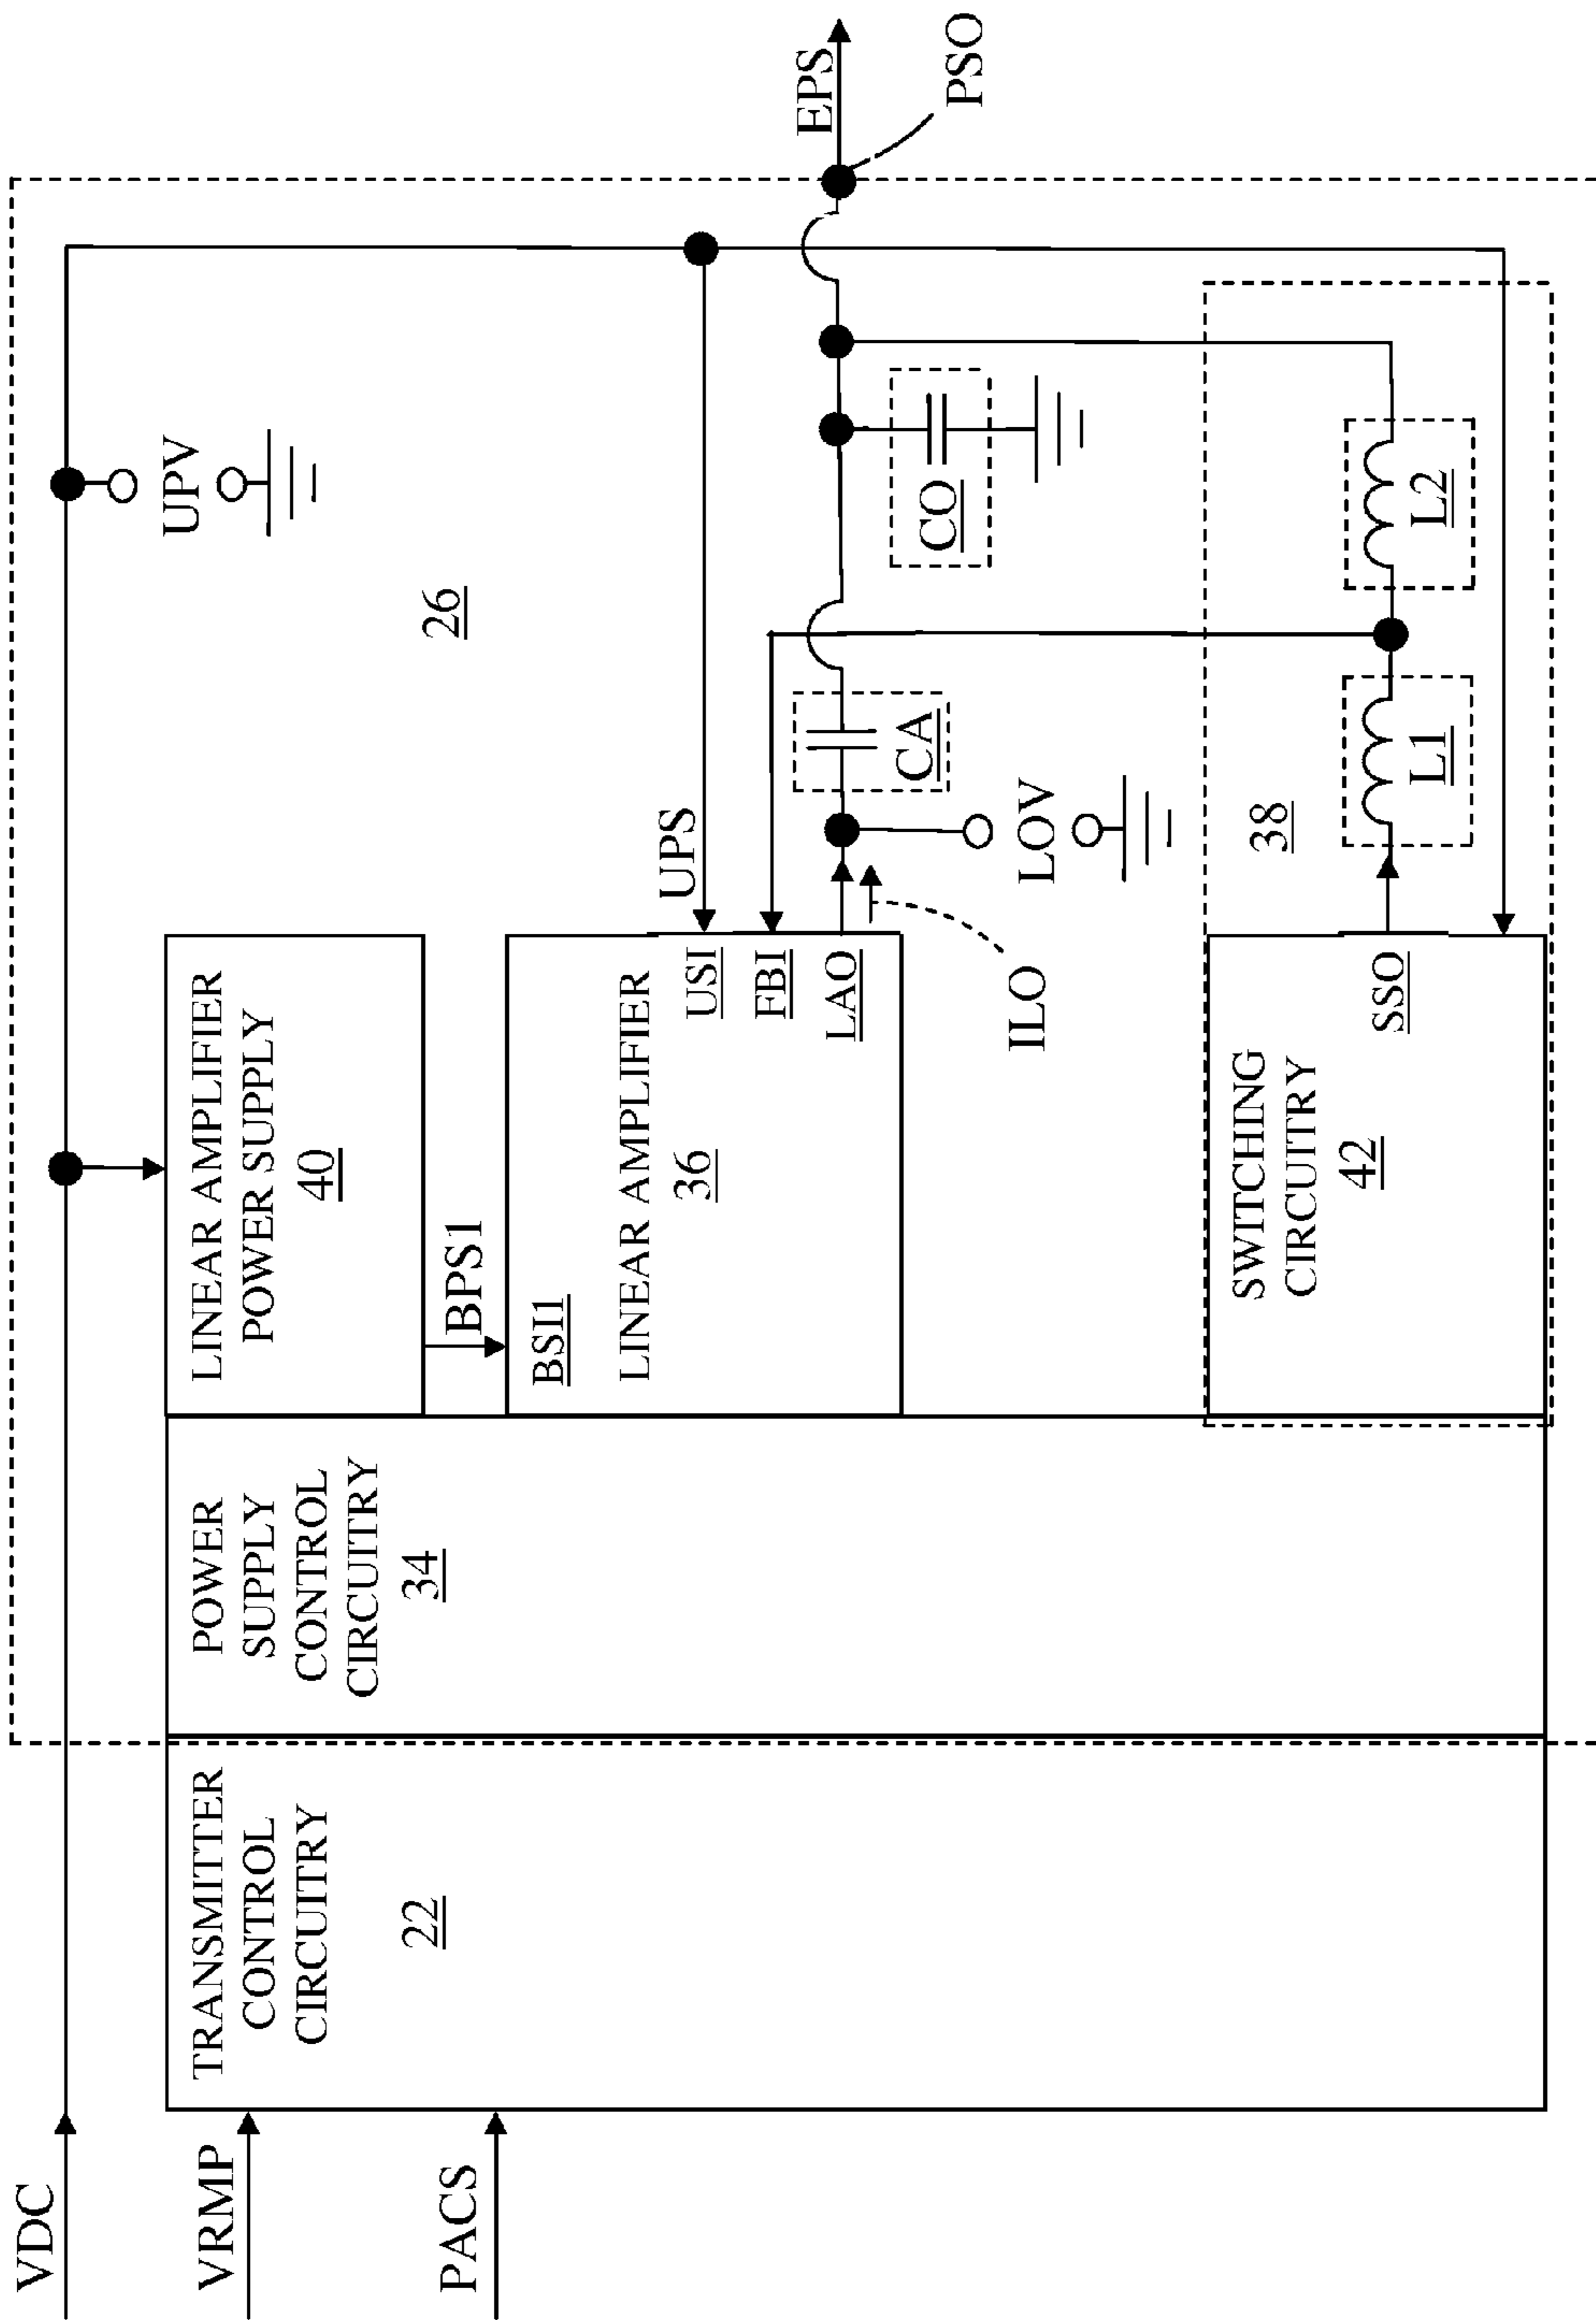 VDC
VRMP
PACS
TRANSMITTER
CONTROL
CIRCUITRY
22
POWER
SUPPLY
CONTROL
CIRCUITRY
34
LINEAR AMPLIFIER
POWER SUPPLY
40
BPS1
BSI1
LINEAR AMPLIFIER
36
USI
FBI
LAO
UPS
ILO
SWITCHING
CIRCUITRY
42
SSO
UPV
26
CA
LOV
CO
38
L1
L2
EPS
PSO